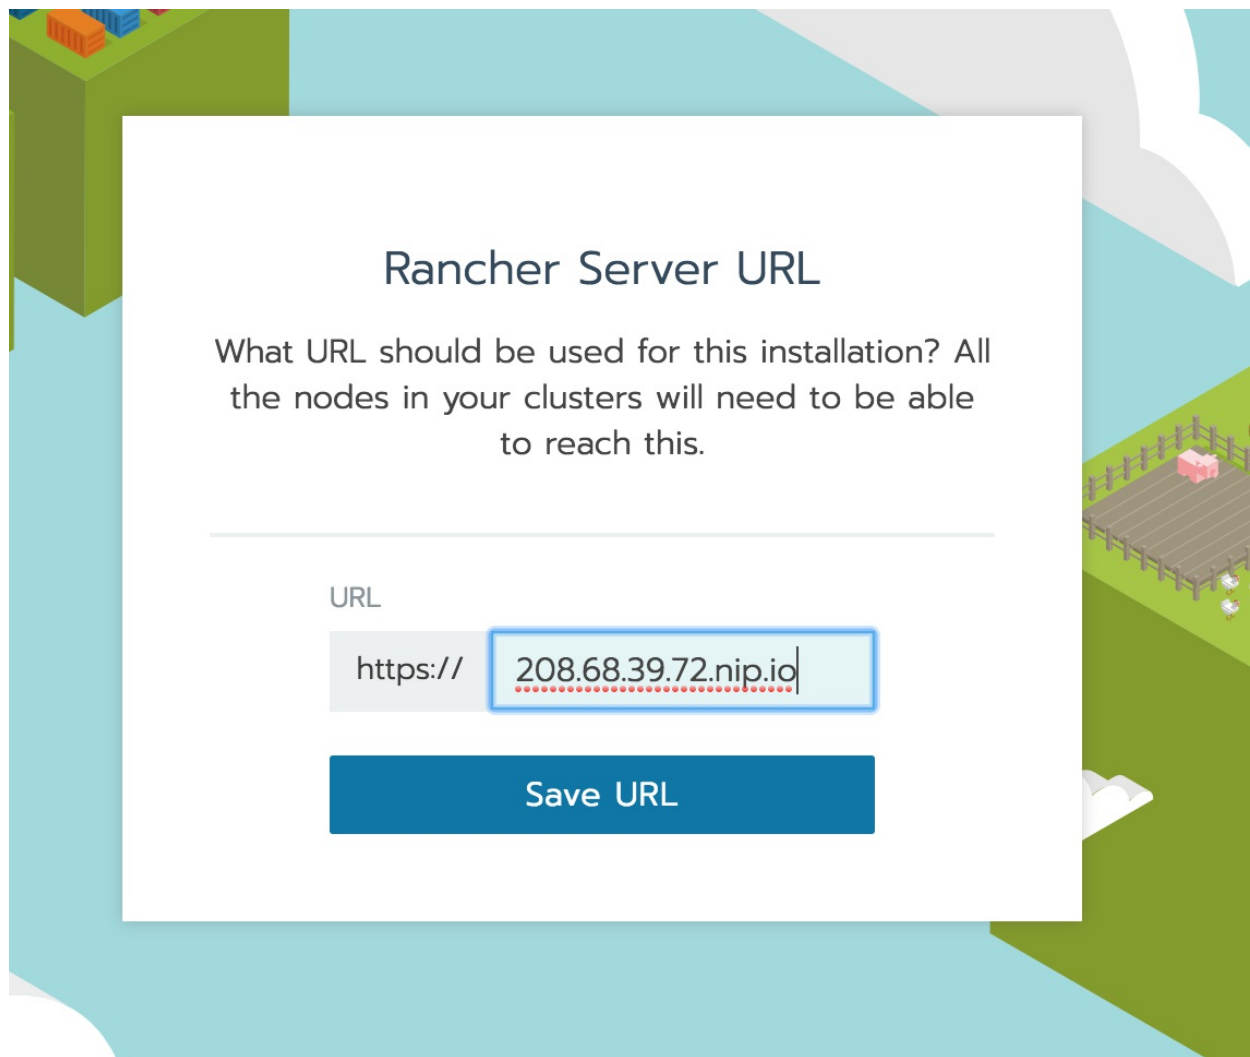 Rancher Server URL
What URL should be used for this installation? All
the nodes in your clusters will need to be able
to reach this.
URL
https:// 208.68.39.72.nip.io
Save URL